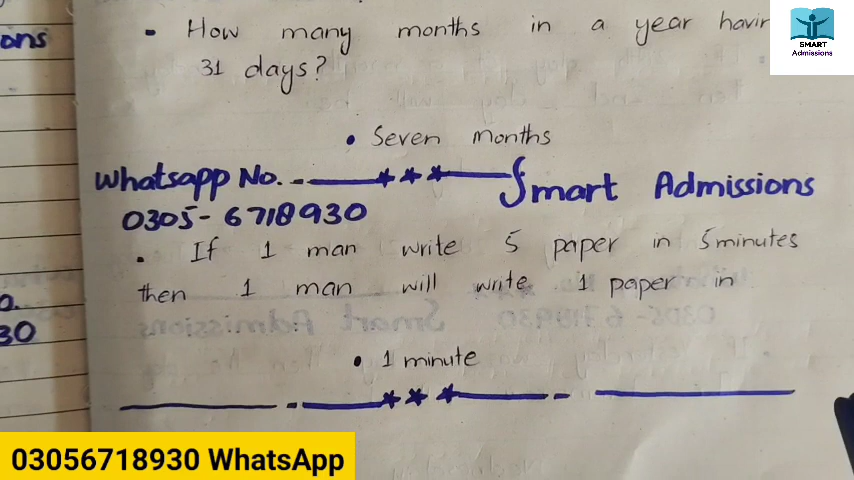 ons
• How many months in a year havin
31 days?
SMART
Admissions
• Seven months
Whatsapp No. Smart Admissions
0305-6718930
• If 1 man write 5 paper in 5 minutes
then 1 man will write 1 paper in
o.
30
• 1 minute
03056718930 WhatsApp